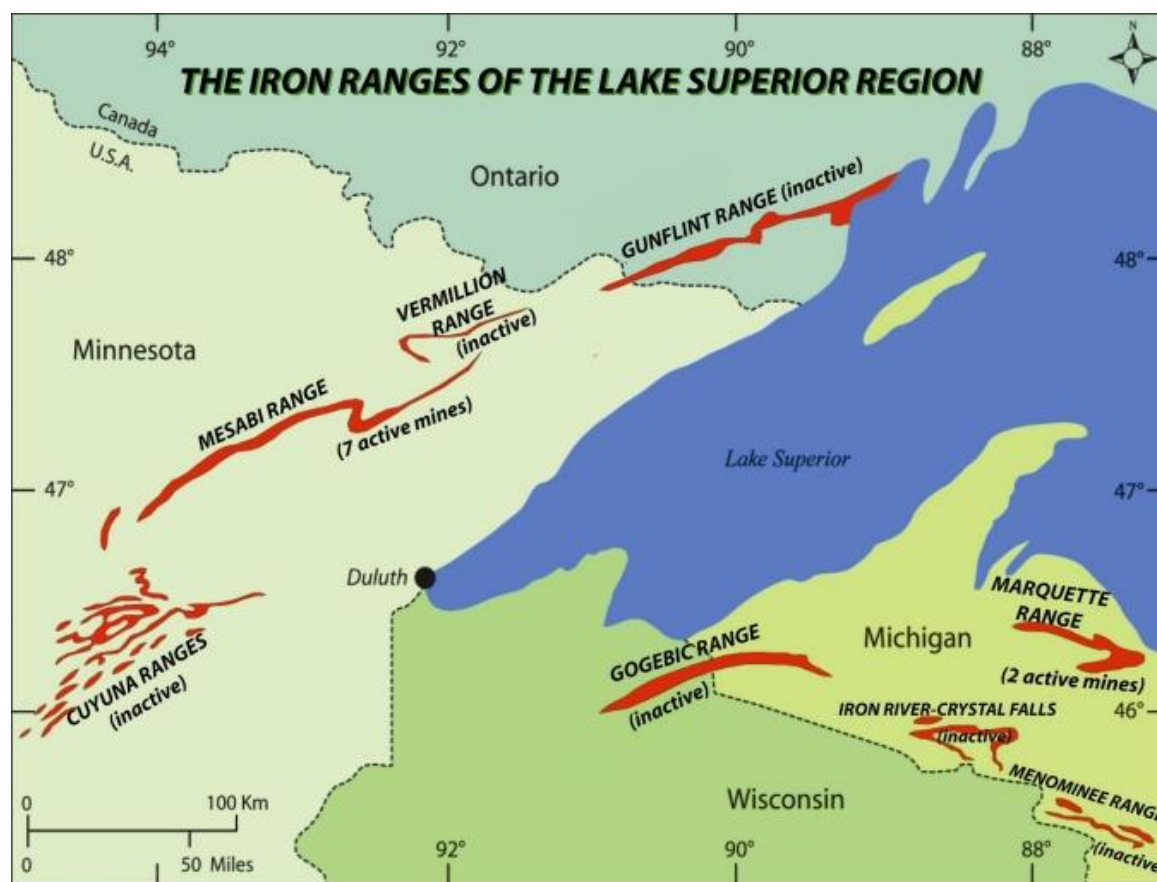 94°
92°
90°
88°
N
THE IRON RANGES OF THE LAKE SUPERIOR REGION
Canada
U.S.A.
Ontario
GUNFLINT RANGE (inactive)
48°
48°
VERMILLION
RANGE
(inactive)
Minnesota
MESABI RANGE
(7 active mines)
Lake Superior
47°
47°
Duluth
MARQUETTE
RANGE
Michigan
GOGEBIC RANGE
(inactive)
(2 active mines)
CUYUNA RANGES
(inactive)
46°
IRON RIVER-CRYSTAL FALLS
(inactive)
MENOMINEE RANGE
(inactive
Wisconsin
0
100 Km
0
50 Miles
92°
90°
88°